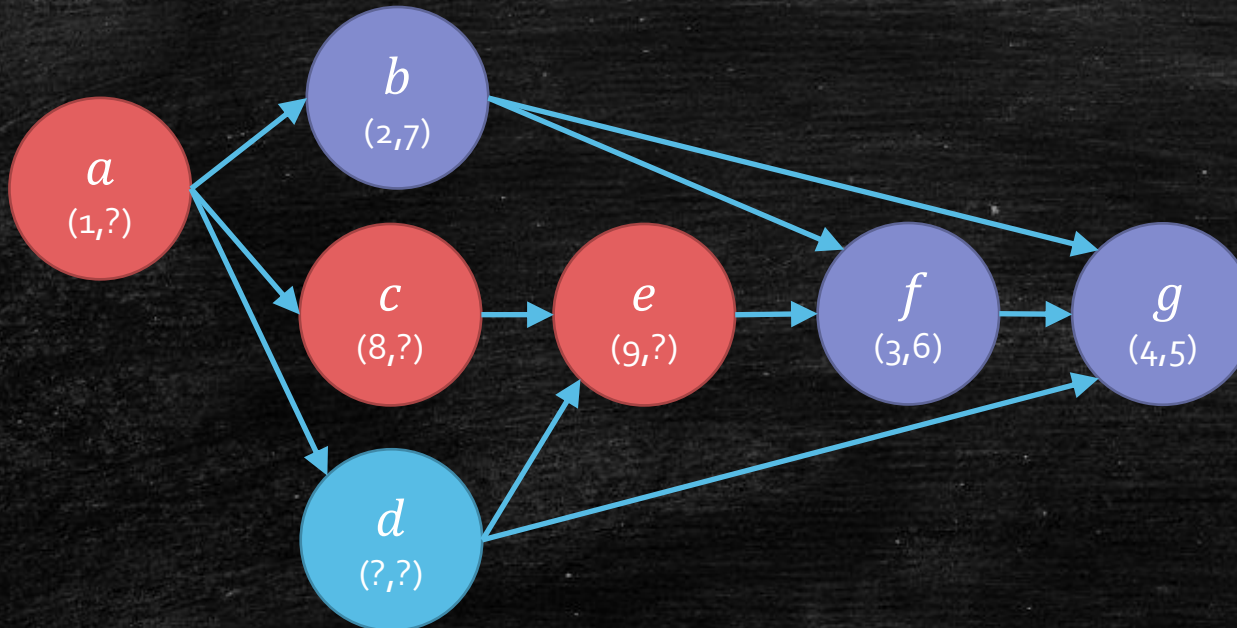 a
(1,?)
b
(2,7)
c
(8,?)
e
(9,?)
f
(3,6)
g
(4,5)
d
(?,?)